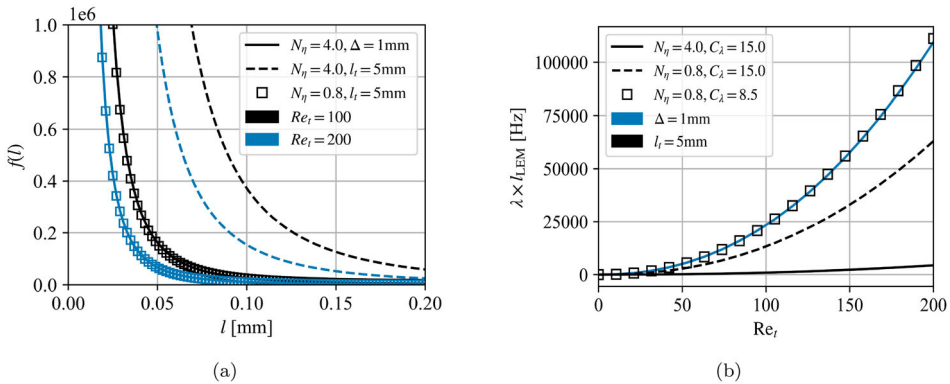 1e6
1.0
0.8
0.6
0.4
0.2
0.0
f(l)
0.00
0.05
0.10
0.15
0.20
l [mm]
Nη = 4.0, Δ = 1mm
Nη = 4.0, lt = 5mm
Nη = 0.8, lt = 5mm
Ret = 100
Ret = 200
(a)
100000
75000
50000
25000
0
λ × lLEM [Hz]
0
50
100
150
200
Ret
Nη = 4.0, Cλ = 15.0
Nη = 0.8, Cλ = 15.0
Nη = 0.8, Cλ = 8.5
Δ = 1mm
lt = 5mm
(b)